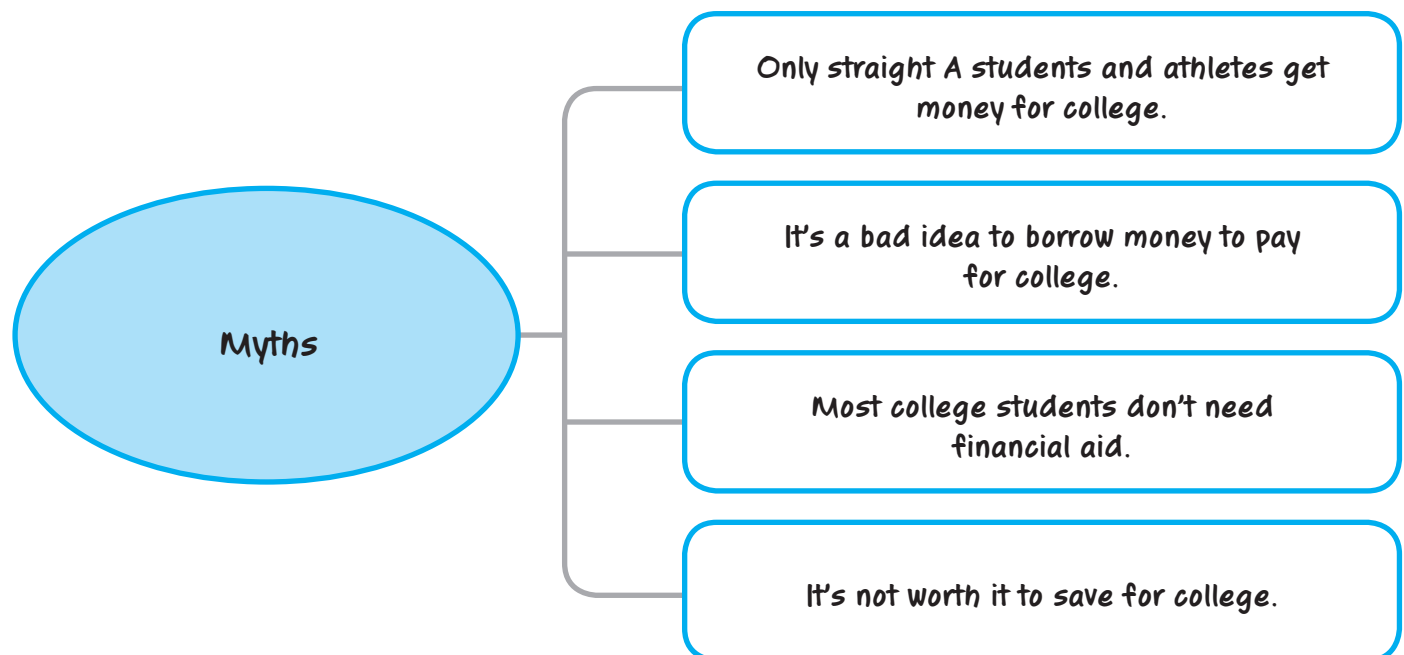 Myths
Only straight A students and athletes get
money for college.
It's a bad idea to borrow money to pay
for college.
Most college students don't need
financial aid.
It's not worth it to save for college.